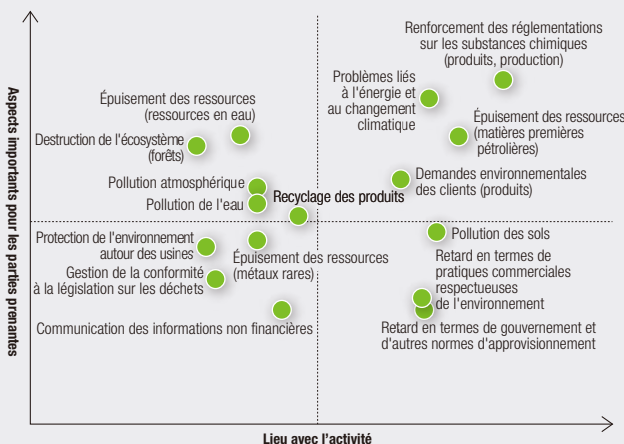 Aspects importants pour les parties prenantes
Renforcement des réglementations
sur les substances chimiques
(produits, production)
Problèmes liés
à l'énergie et
au changement
climatique
Épuisement des ressources
(ressources en eau)
Épuisement des ressources
(matières premières
pétrolières)
Destruction de l'écosystème
(forêts)
Demandes environnementales
des clients (produits)
Pollution atmosphérique
Recyclage des produits
Pollution de l'eau
Protection de l'environnement
autour des usines
Pollution des sols
Épuisement des ressources
(métaux rares)
Retard en termes de
pratiques commerciales
respectueuses
de l'environnement
Gestion de la conformité
à la législation sur les déchets
Communication des informations non financières
Retard en termes de gouvernement et
d'autres normes d'approvisionnement
Lieu avec l'activité